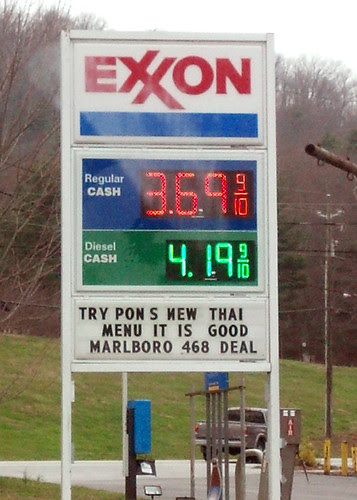 EXXON
Regular
CASH
3.69 9/10
Diesel
CASH
4.19 9/10
TRY PON S NEW THAI
MENU IT IS GOOD
MARLBORO 468 DEAL
AIR